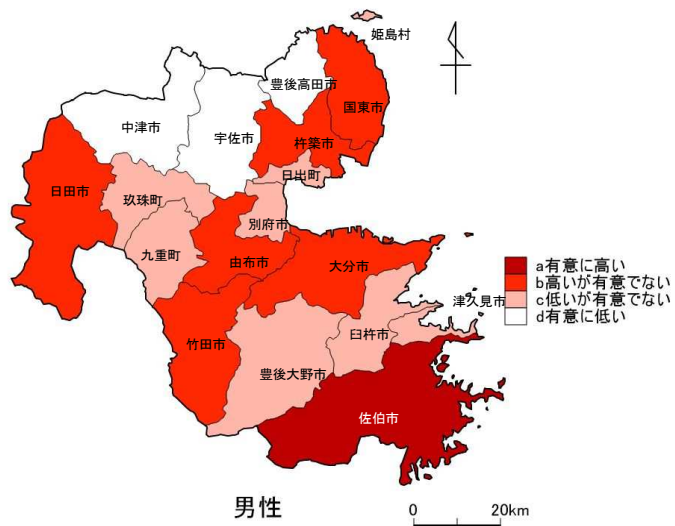 姫島村
豊後高田市
国東市
中津市
宇佐市
杵築市
日出町
日田市
玖珠町
別府市
九重町
由布市
大分市
津久見市
臼杵市
竹田市
豊後大野市
佐伯市
a有意に高い
b高いが有意でない
c低いが有意でない
d有意に低い
男性
0 20km